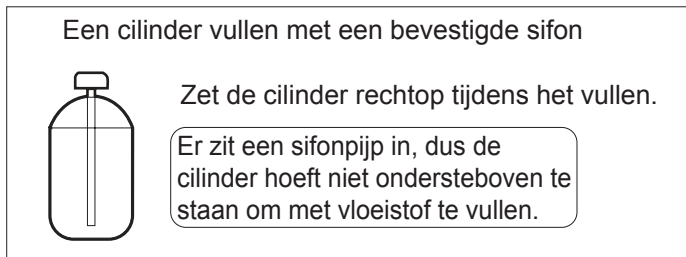 Een cilinder vullen met een bevestigde sifon
Zet de cilinder rechtop tijdens het vullen.
Er zit een sifonpijp in, dus de
cilinder hoeft niet ondersteboven te
staan om met vloeistof te vullen.